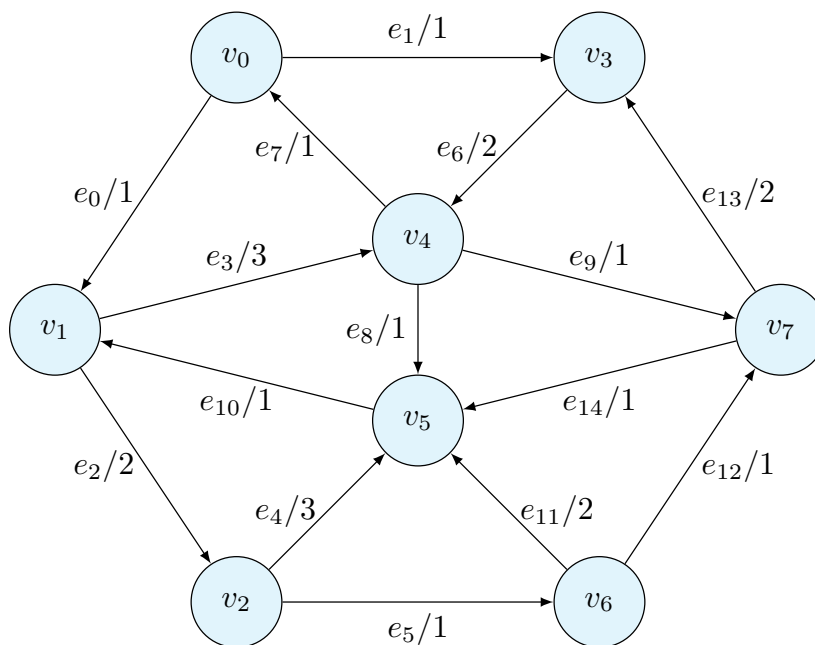 e₁/1
v₀
v₃
e₇/1
e₆/2
e₀/1
e₁₃/2
v₄
e₃/3
e₉/1
v₁
e₈/1
v₇
e₁₀/1
e₁₄/1
v₅
e₂/2
e₁₂/1
e₄/3
e₁₁/2
v₂
v₆
e₅/1